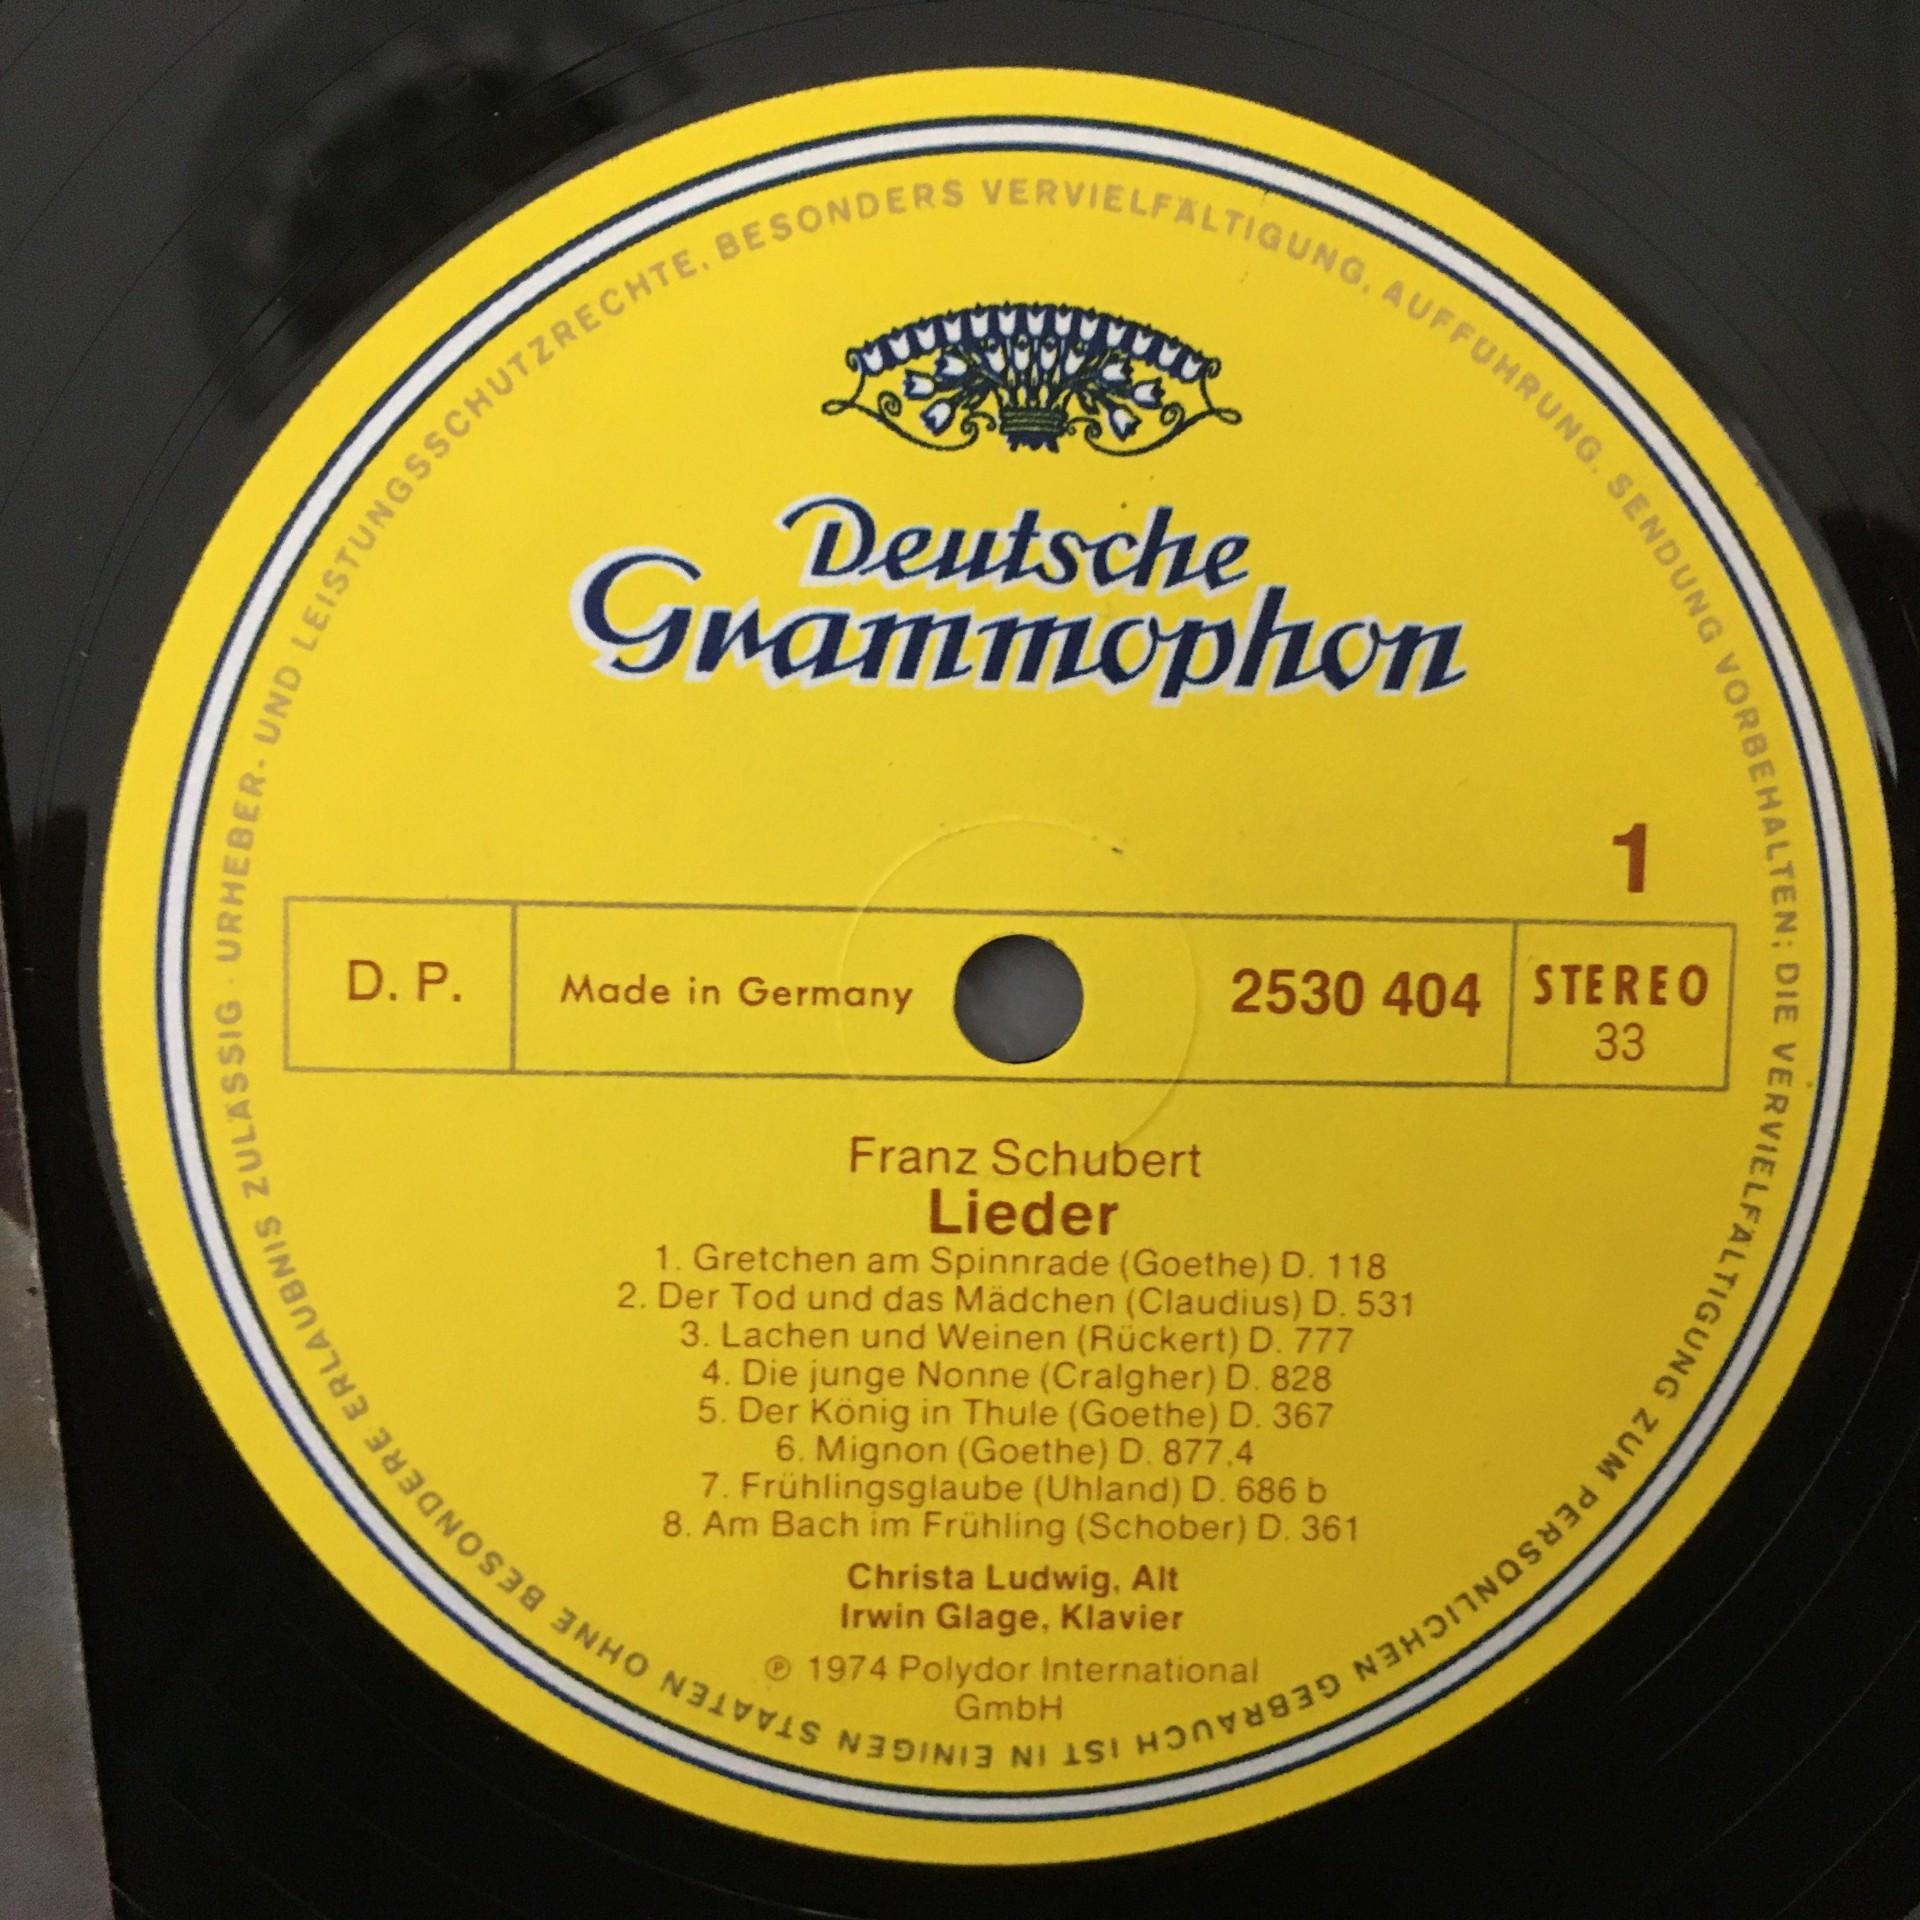 URHEBER- UND LEISTUNGSSCHUTZRECHTE, BESONDERS VERVIELFÄLTIGUNG, AUFFÜHRUNG, SENDUNG VORBEHALTEN; DIE VERVIELFÄLTIGUNG ZUM PERSÖNLICHEN GEBRAUCH IST IN EINIGEN STAATEN OHNE BESONDERE ERLAUBNIS ZULÄSSIG ·
Deutsche
Grammophon
1
D. P.
Made in Germany
2530 404
STEREO
33
Franz Schubert
Lieder
1. Gretchen am Spinnrade (Goethe) D. 118
2. Der Tod und das Mädchen (Claudius) D. 531
3. Lachen und Weinen (Rückert) D. 777
4. Die junge Nonne (Cralgher) D. 828
5. Der König in Thule (Goethe) D. 367
6. Mignon (Goethe) D. 877,4
7. Frühlingsglaube (Uhland) D. 686 b
8. Am Bach im Frühling (Schober) D. 361
Christa Ludwig, Alt
Irwin Glage, Klavier
℗ 1974 Polydor International
GmbH